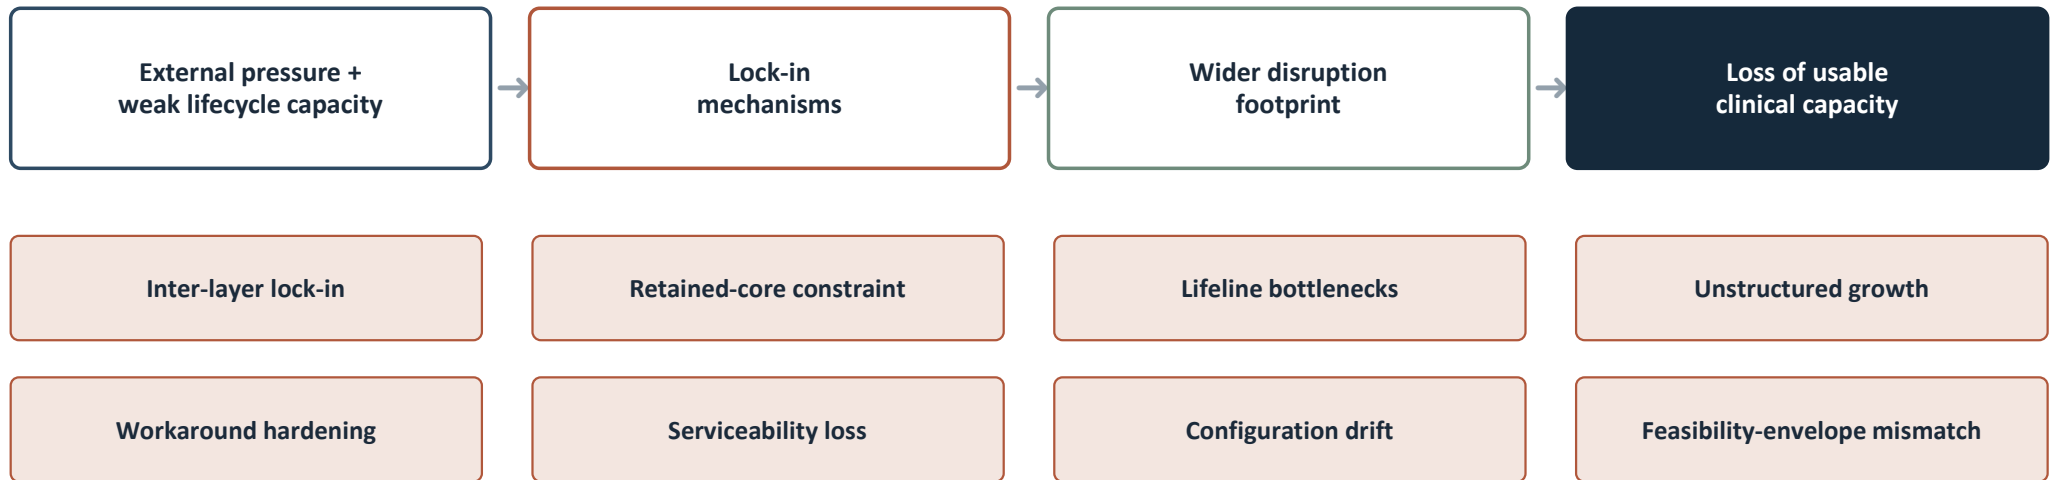 External pressure +
weak lifecycle capacity
Lock-in
mechanisms
Wider disruption
footprint
Loss of usable
clinical capacity
Inter-layer lock-in
Retained-core constraint
Lifeline bottlenecks
Unstructured growth
Workaround hardening
Serviceability loss
Configuration drift
Feasibility-envelope mismatch